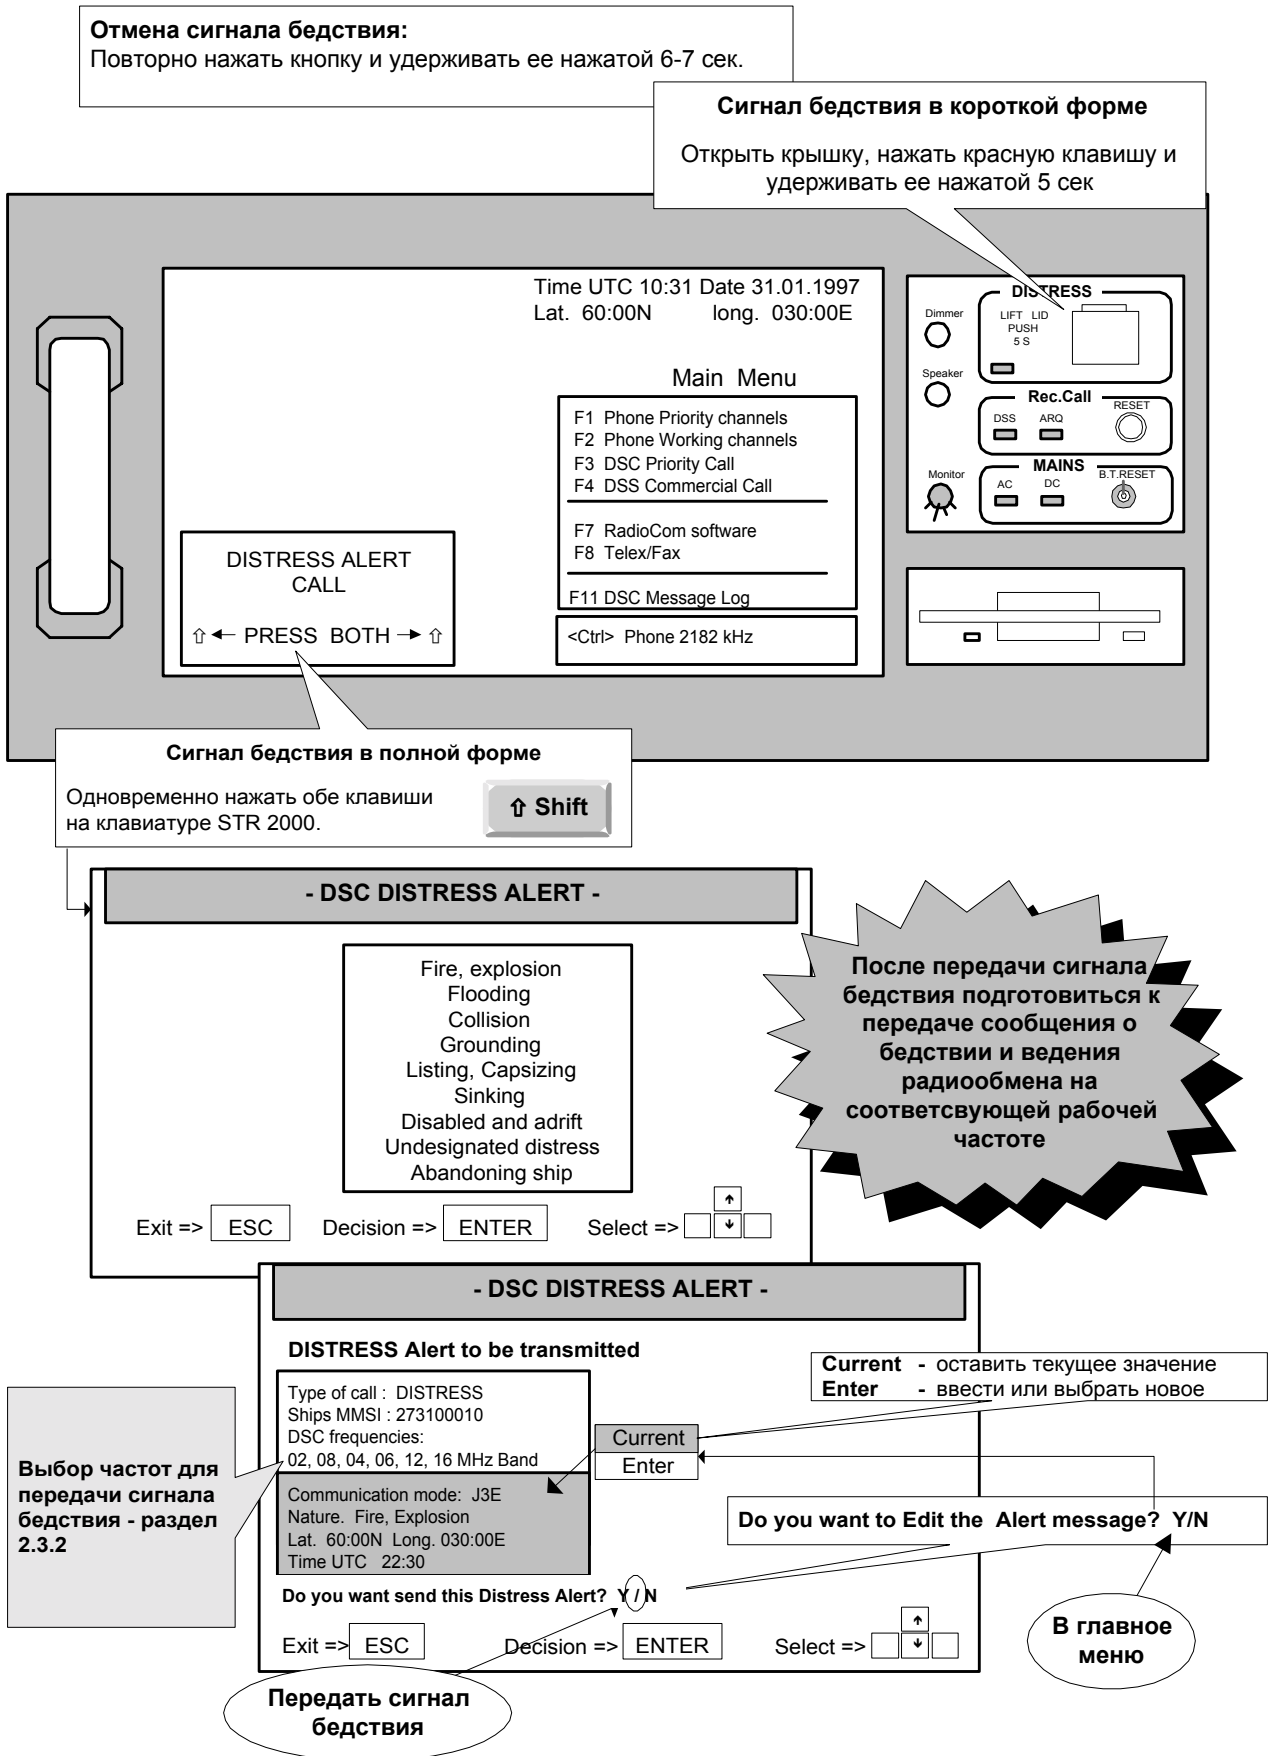 Отмена сигнала бедствия:
Повторно нажать кнопку и удерживать ее нажатой 6-7 сек.
Сигнал бедствия в короткой форме
Открыть крышку, нажать красную клавишу и
удерживать ее нажатой 5 сек
Time UTC 10:31 Date 31.01.1997
Lat. 60:00N long. 030:00E
Main Menu
F1 Phone Priority channels
F2 Phone Working channels
F3 DSC Priority Call
F4 DSS Commercial Call
F7 RadioCom software
F8 Telex/Fax
F11 DSC Message Log
<Ctrl> Phone 2182 kHz
DISTRESS ALERT
CALL
⇧ ← PRESS BOTH → ⇧
Dimmer
Speaker
Monitor
DISTRESS
LIFT LID
PUSH
5 S
Rec.Call
DSS ARQ RESET
MAINS
AC DC B.T.RESET
Сигнал бедствия в полной форме
Одновременно нажать обе клавиши
на клавиатуре STR 2000.
⇧ Shift
- DSC DISTRESS ALERT -
Fire, explosion
Flooding
Collision
Grounding
Listing, Capsizing
Sinking
Disabled and adrift
Undesignated distress
Abandoning ship
Exit => ESC Decision => ENTER Select => ↑ ↓
После передачи сигнала
бедствия подготовиться к
передаче сообщения о
бедствии и ведения
радиообмена на
соответсвующей рабочей
частоте
- DSC DISTRESS ALERT -
DISTRESS Alert to be transmitted
Type of call : DISTRESS
Ships MMSI : 273100010
DSC frequencies:
02, 08, 04, 06, 12, 16 MHz Band
Communication mode: J3E
Nature. Fire, Explosion
Lat. 60:00N Long. 030:00E
Time UTC 22:30
Current
Enter
Current - оставить текущее значение
Enter - ввести или выбрать новое
Выбор частот для
передачи сигнала
бедствия - раздел
2.3.2
Do you want to Edit the Alert message? Y/N
Do you want send this Distress Alert? Y / N
Exit => ESC Decision => ENTER Select => ↑ ↓
В главное
меню
Передать сигнал
бедствия